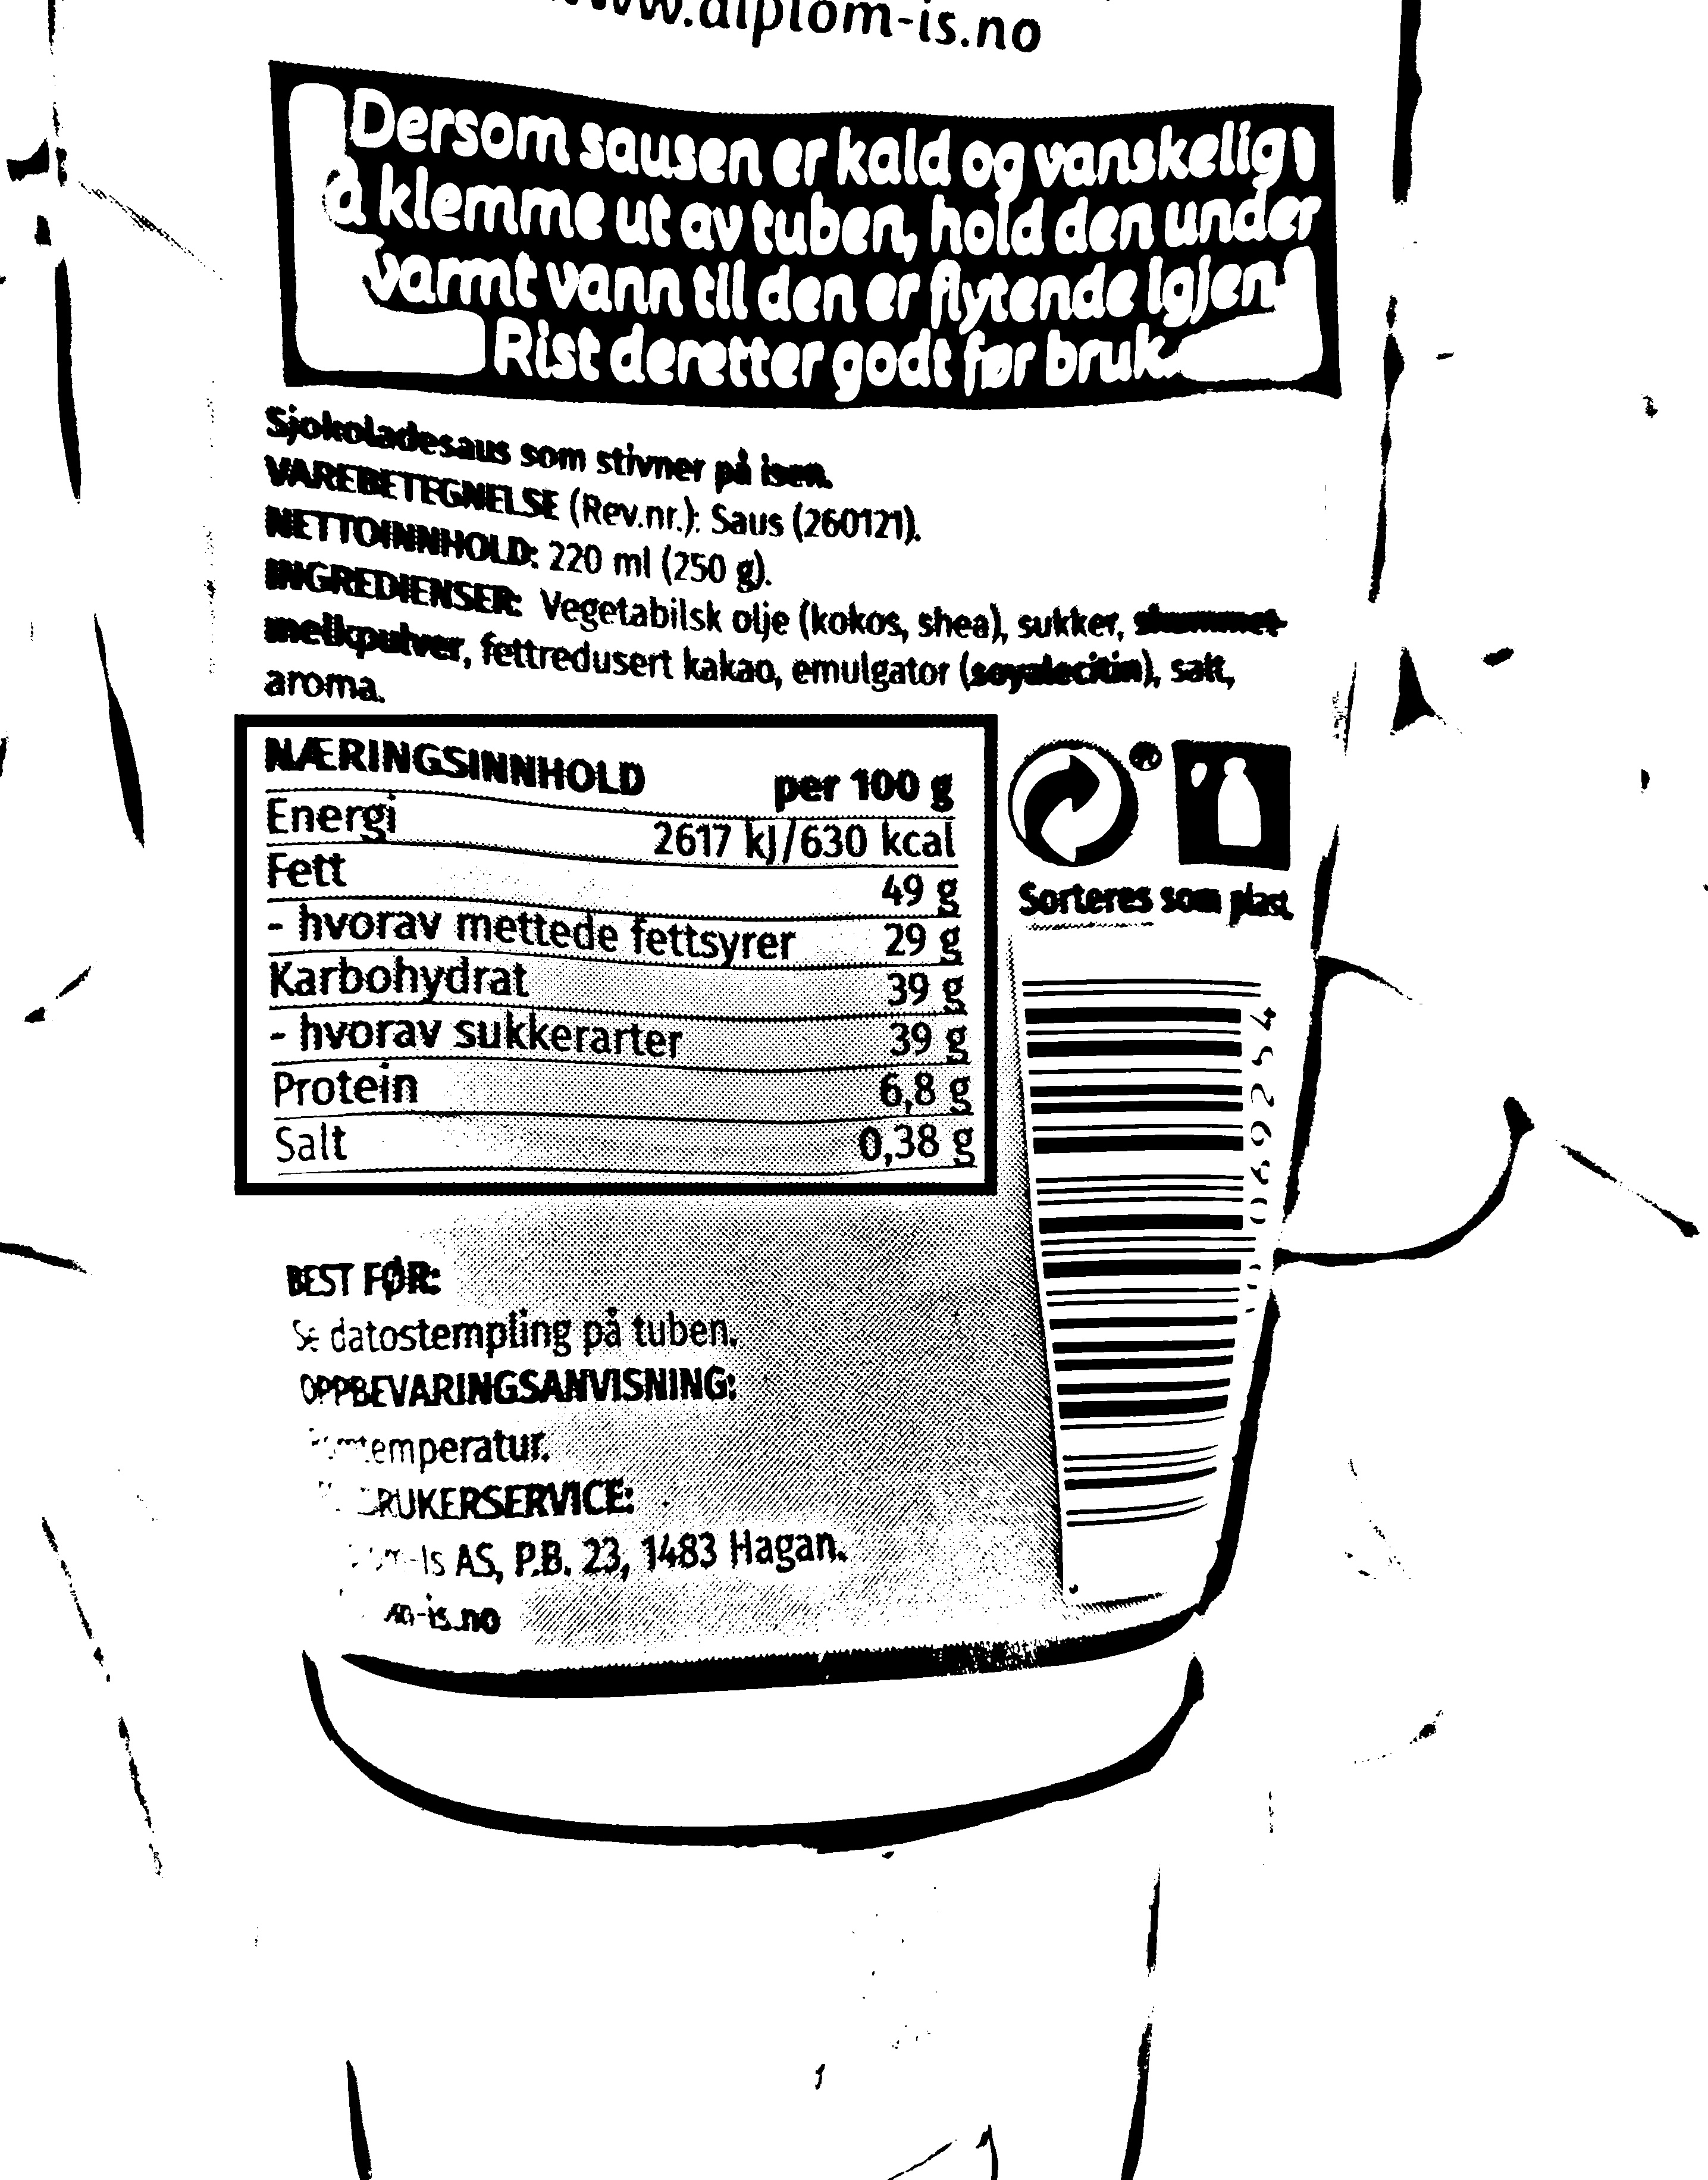 www.diplom-is.no
Dersom sausen er kald og vanskelig
å klemme ut av tuben, hold den under
varmt vann til den er flytende igjen.
Rist deretter godt før bruk.
Sjokoladesaus som stivner på isen.
VAREBETEGNELSE (Rev.nr.): Saus (260121).
NETTOINNHOLD: 220 ml (250 g).
INGREDIENSER: Vegetabilsk olje (kokos, shea), sukker, skummet-
melkpulver, fettredusert kakao, emulgator (soyalecitin), salt,
aroma.
NÆRINGSINNHOLD per 100 g
Energi 2617 kJ/630 kcal
Fett 49 g
- hvorav mettede fettsyrer 29 g
Karbohydrat 39 g
- hvorav sukkerarter 39 g
Protein 6,8 g
Salt 0,38 g
Sorteres som plast.
BEST FØR:
Se datostempling på tuben.
OPPBEVARINGSANVISNING:
temperatur.
RUKERSERVICE:
-Is AS, P.B. 23, 1483 Hagan.
-is.no